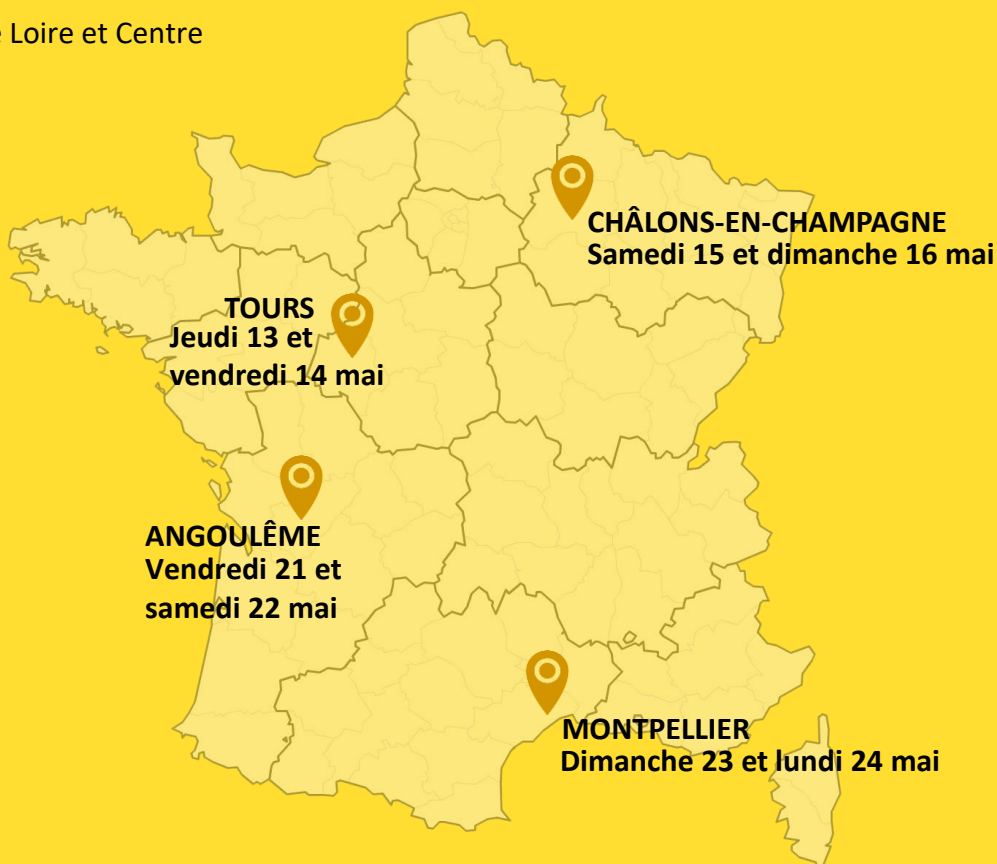 Loire et Centre
CHÂLONS-EN-CHAMPAGNE
Samedi 15 et dimanche 16 mai
TOURS
Jeudi 13 et
vendredi 14 mai
ANGOULÊME
Vendredi 21 et
samedi 22 mai
MONTPELLIER
Dimanche 23 et lundi 24 mai